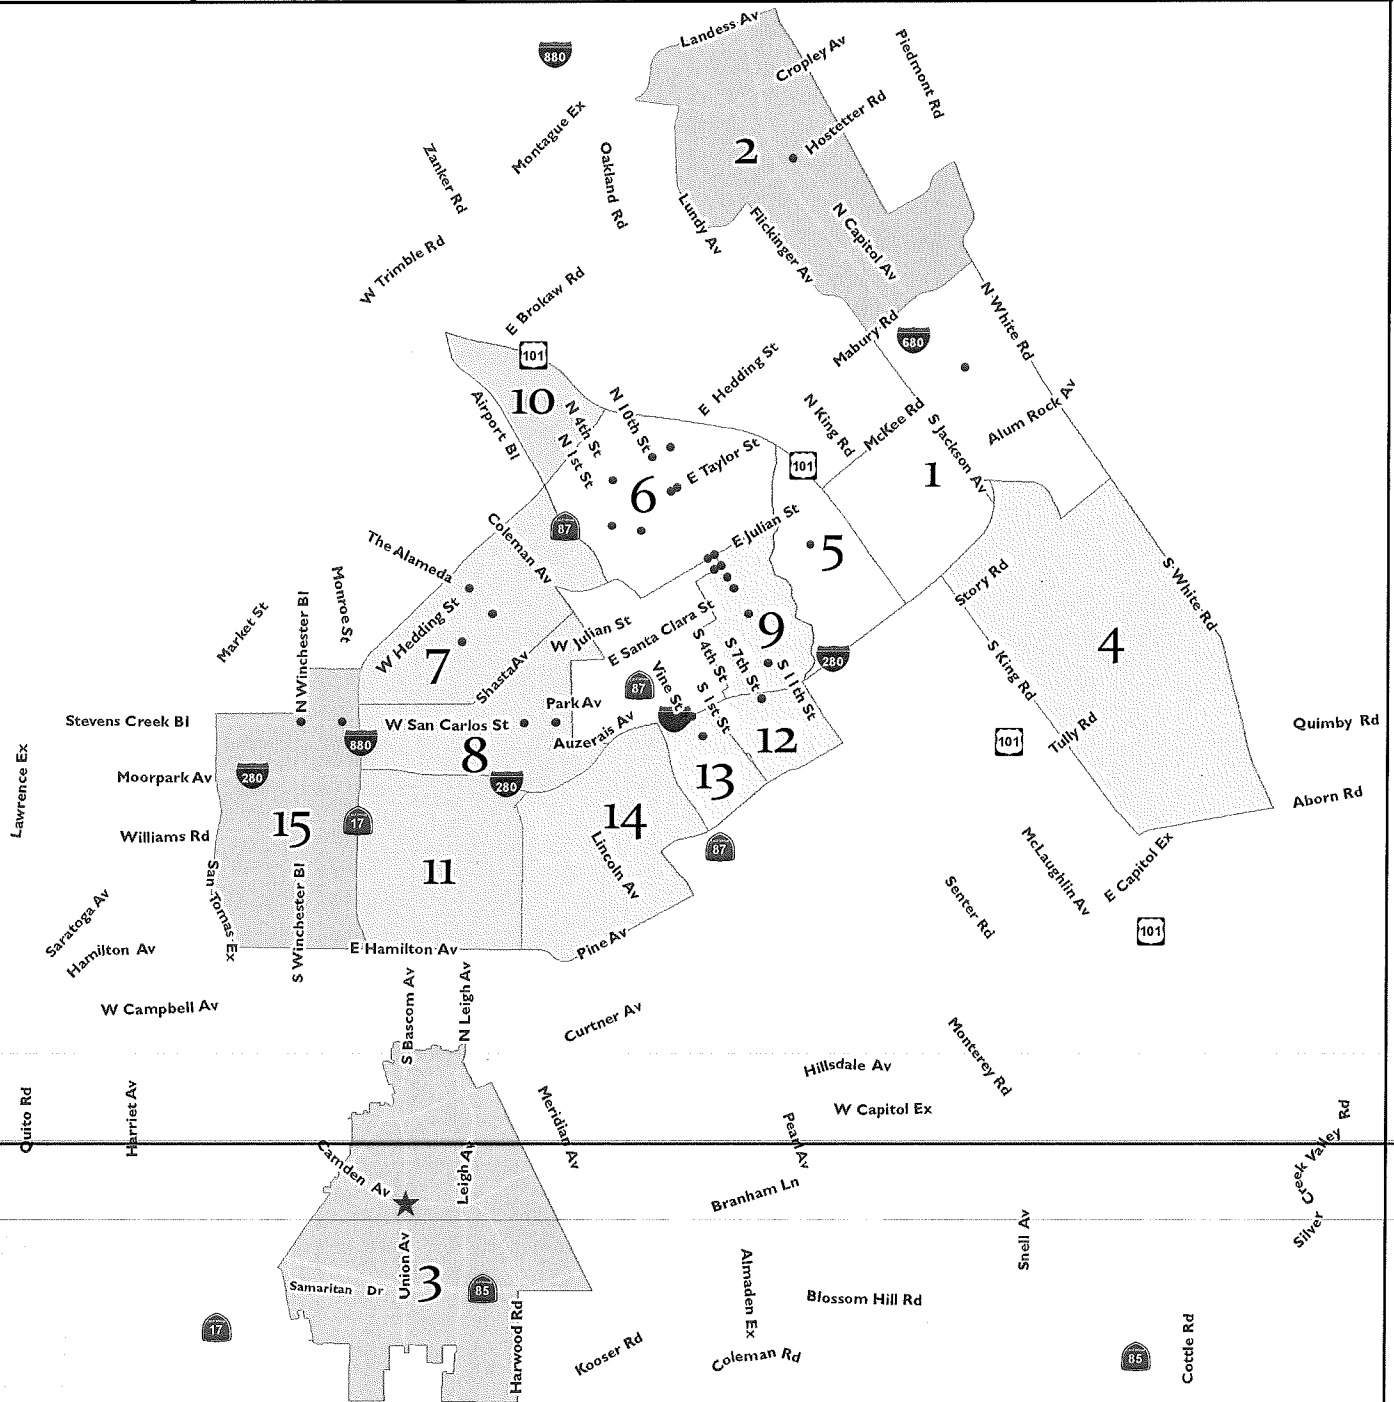 Landess Av
Piedmont Rd
880
Cropley Av
Montague Ex
Hostetter Rd
Zanker Rd
Oakland Rd
2
Lundy Av
Flickinger Av
N Capitol Av
W Trimble Rd
E Brokaw Rd
N White Rd
Mabury Rd
680
101
E Hedding St
10
Airport Bl
N 4th St
N 10th St
N 1st St
N King Rd
McKee Rd
S Jackson Av
Alum Rock Av
E Taylor St
101
1
6
87
Coleman Av
E Julian St
5
The Alameda
Monroe St
N Winchester Bl
Market St
W Hedding St
7
Shasta Av
W Julian St
E Santa Clara St
S 4th St
S 7th St
9
S 11th St
280
Story Rd
S White Rd
4
S King Rd
Vine St
87
S 1st St
Park Av
Stevens Creek Bl
W San Carlos St
Auzerais Av
880
8
12
101
Tully Rd
Quimby Rd
Lawrence Ex
Moorpark Av
280
280
13
Aborn Rd
Williams Rd
15
17
14
87
Lincoln Av
11
McLaughlin Av
E Capitol Ex
San Tomas Ex
S Winchester Bl
Saratoga Av
Senter Rd
101
Hamilton Av
E Hamilton Av
Pine Av
S Bascom Av
N Leigh Av
W Campbell Av
Curtner Av
Monterey Rd
Hillsdale Av
Quito Rd
Harriet Av
Meridian Av
W Capitol Ex
Pearl Av
Camden Av
Leigh Av
Branham Ln
Silver Creek Valley Rd
Snell Av
Union Av
3
Samaritan Dr
85
Almaden Ex
Blossom Hill Rd
17
Harwood Rd
Kooser Rd
Coleman Rd
85
Cottle Rd